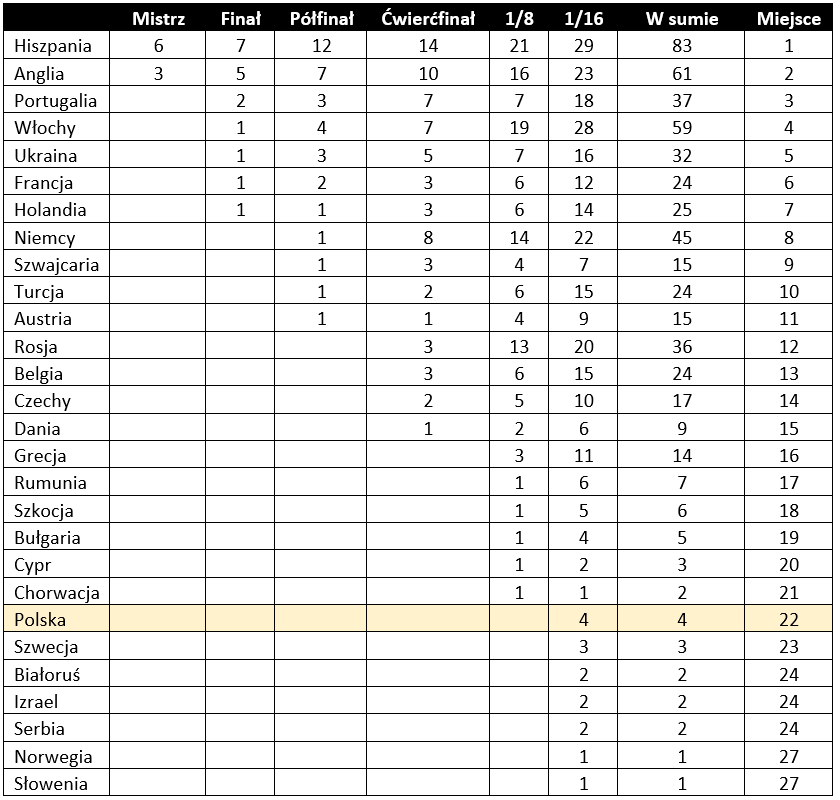 Mistrz Finał Półfinał Ćwierćfinał 1/8 1/16 W sumie Miejsce
Hiszpania 6 7 12 14 21 29 83 1
Anglia 3 5 7 10 16 23 61 2
Portugalia 2 3 7 7 18 37 3
Włochy 1 4 7 19 28 59 4
Ukraina 1 3 5 7 16 32 5
Francja 1 2 3 6 12 24 6
Holandia 1 1 3 6 14 25 7
Niemcy 1 8 14 22 45 8
Szwajcaria 1 3 4 7 15 9
Turcja 1 2 6 15 24 10
Austria 1 1 4 9 15 11
Rosja 3 13 20 36 12
Belgia 3 6 15 24 13
Czechy 2 5 10 17 14
Dania 1 2 6 9 15
Grecja 3 11 14 16
Rumunia 1 6 7 17
Szkocja 1 5 6 18
Bułgaria 1 4 5 19
Cypr 1 2 3 20
Chorwacja 1 1 2 21
Polska 4 4 22
Szwecja 3 3 23
Białoruś 2 2 24
Izrael 2 2 24
Serbia 2 2 24
Norwegia 1 1 27
Słowenia 1 1 27